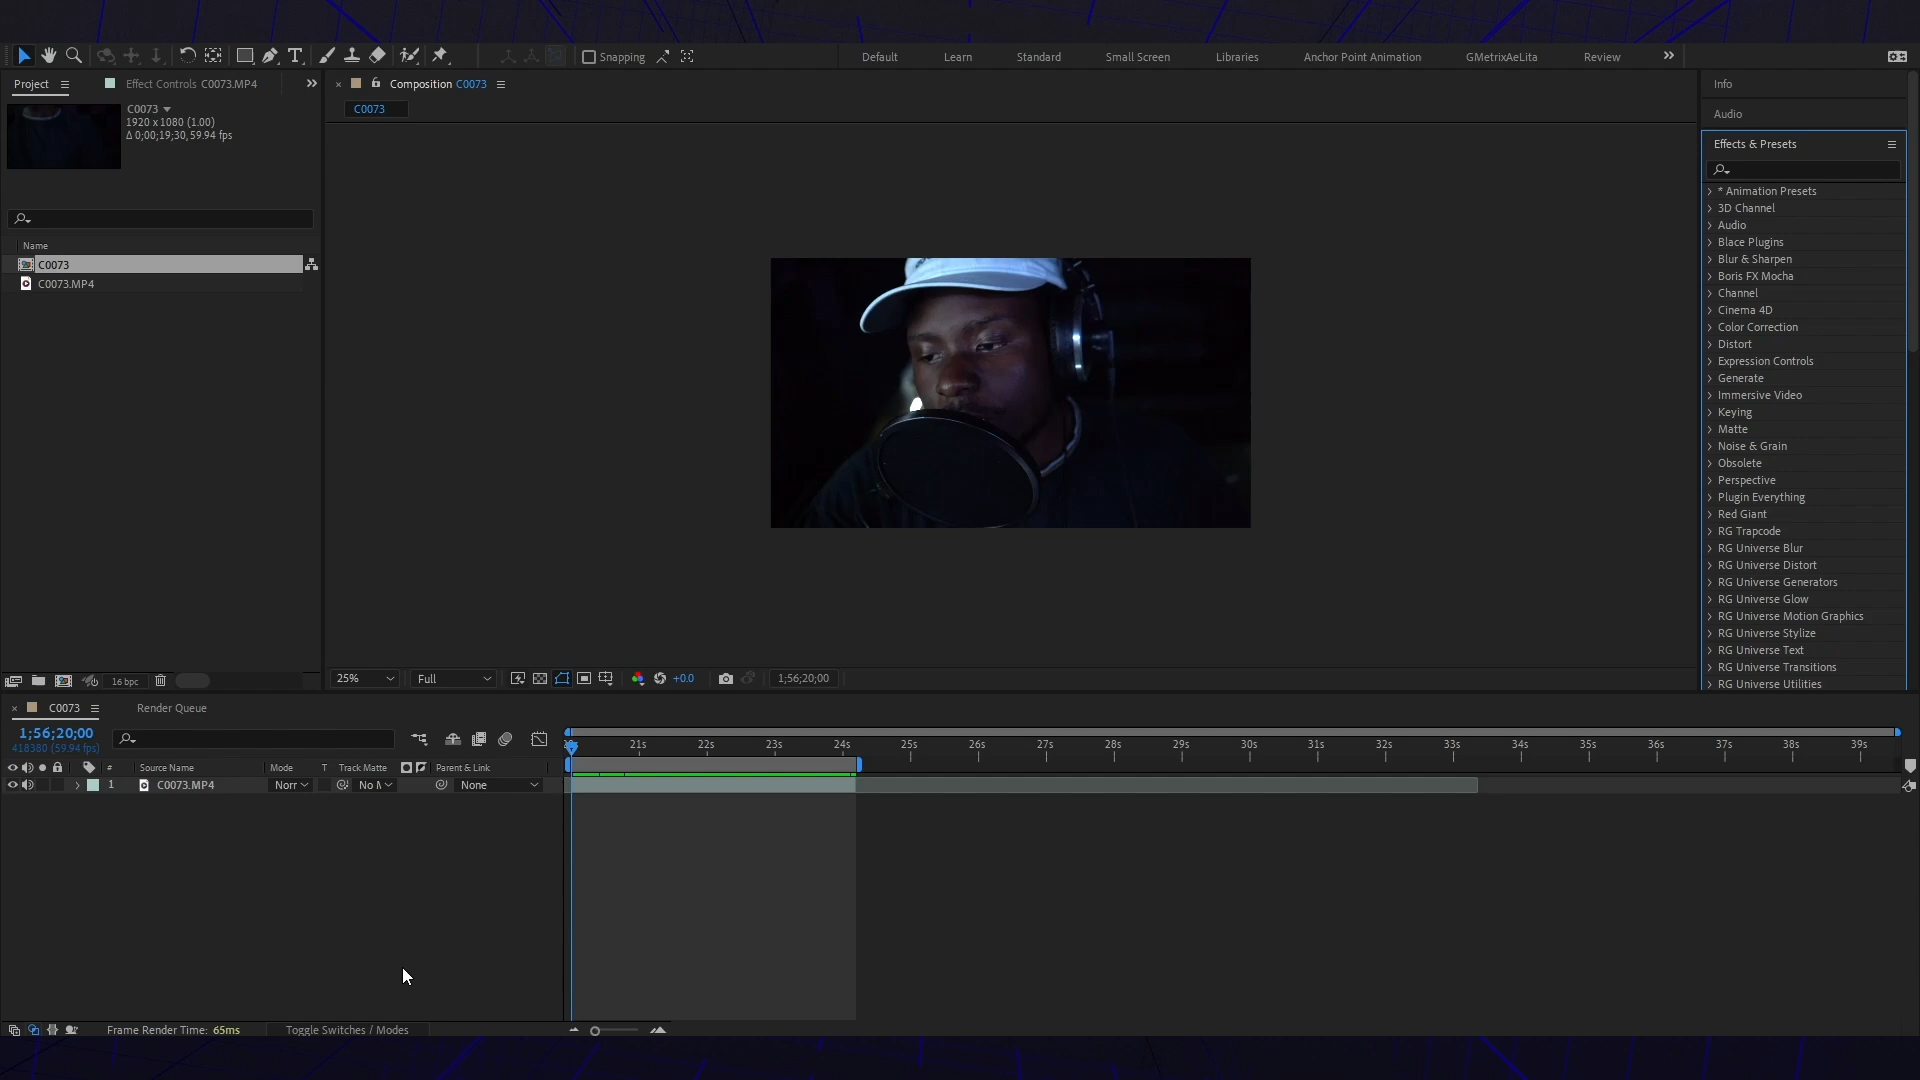 Snapping
Default
Learn
Standard
Small Screen
Libraries
Anchor Point Animation
GMetrixAeLita
Review
Project
Effect Controls C0073.MP4
Composition C0073
C0073
C0073
1920 x 1080 (1.00)
Δ 0;00;19;30, 59.94 fps
Name
C0073
C0073.MP4
16 bpc
25%
Full
+0.0
1;56;20;00
Info
Audio
Effects & Presets
* Animation Presets
3D Channel
Audio
Blace Plugins
Blur & Sharpen
Boris FX Mocha
Channel
Cinema 4D
Color Correction
Distort
Expression Controls
Generate
Immersive Video
Keying
Matte
Noise & Grain
Obsolete
Perspective
Plugin Everything
Red Giant
RG Trapcode
RG Universe Blur
RG Universe Distort
RG Universe Generators
RG Universe Glow
RG Universe Motion Graphics
RG Universe Stylize
RG Universe Text
RG Universe Transitions
RG Universe Utilities
C0073
Render Queue
1;56;20;00
418380 (59.94 fps)
21s 22s 23s 24s 25s 26s 27s 28s 29s 30s 31s 32s 33s 34s 35s 36s 37s 38s 39s
# Source Name Mode T Track Matte Parent & Link
1 C0073.MP4 Norr No M None
Frame Render Time: 65ms
Toggle Switches / Modes